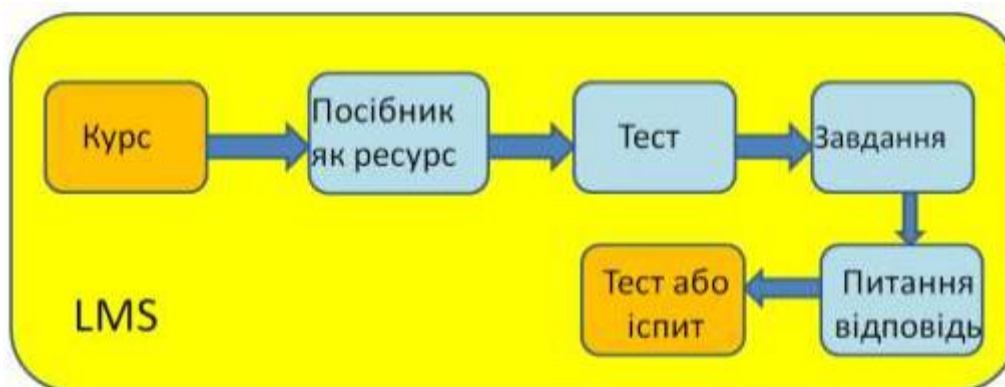 Курс
Посібник
як ресурс
Тест
Завдання
Питання
відповідь
Тест або
іспит
LMS